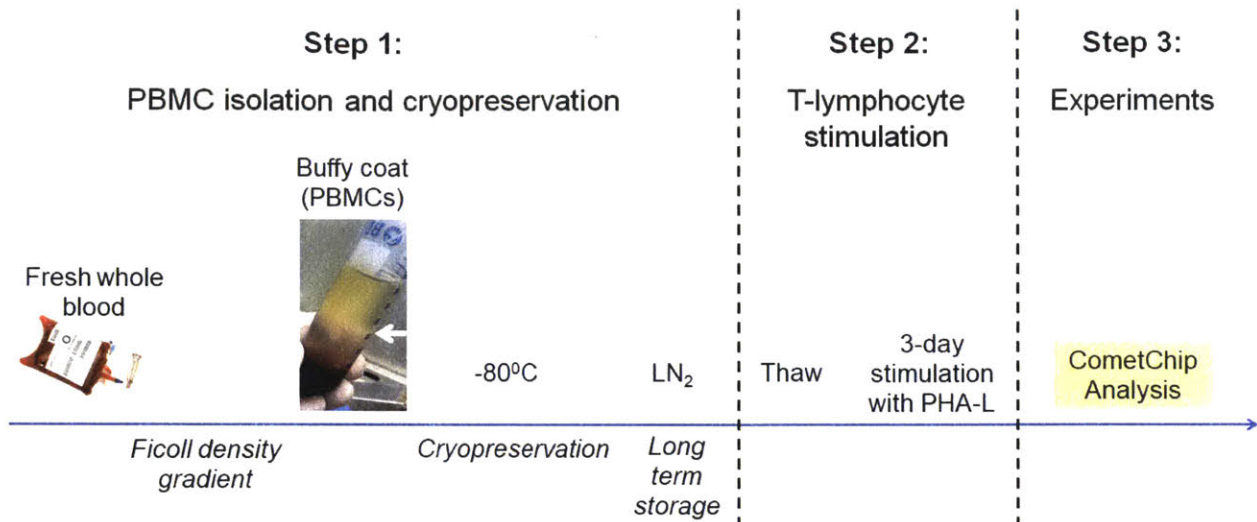 Step 1:
PBMC isolation and cryopreservation
Buffy coat
(PBMCs)
Fresh whole
blood
-80⁰C
LN₂
Ficoll density
gradient
Cryopreservation
Long
term
storage
Step 2:
T-lymphocyte
stimulation
Thaw
3-day
stimulation
with PHA-L
Step 3:
Experiments
CometChip
Analysis